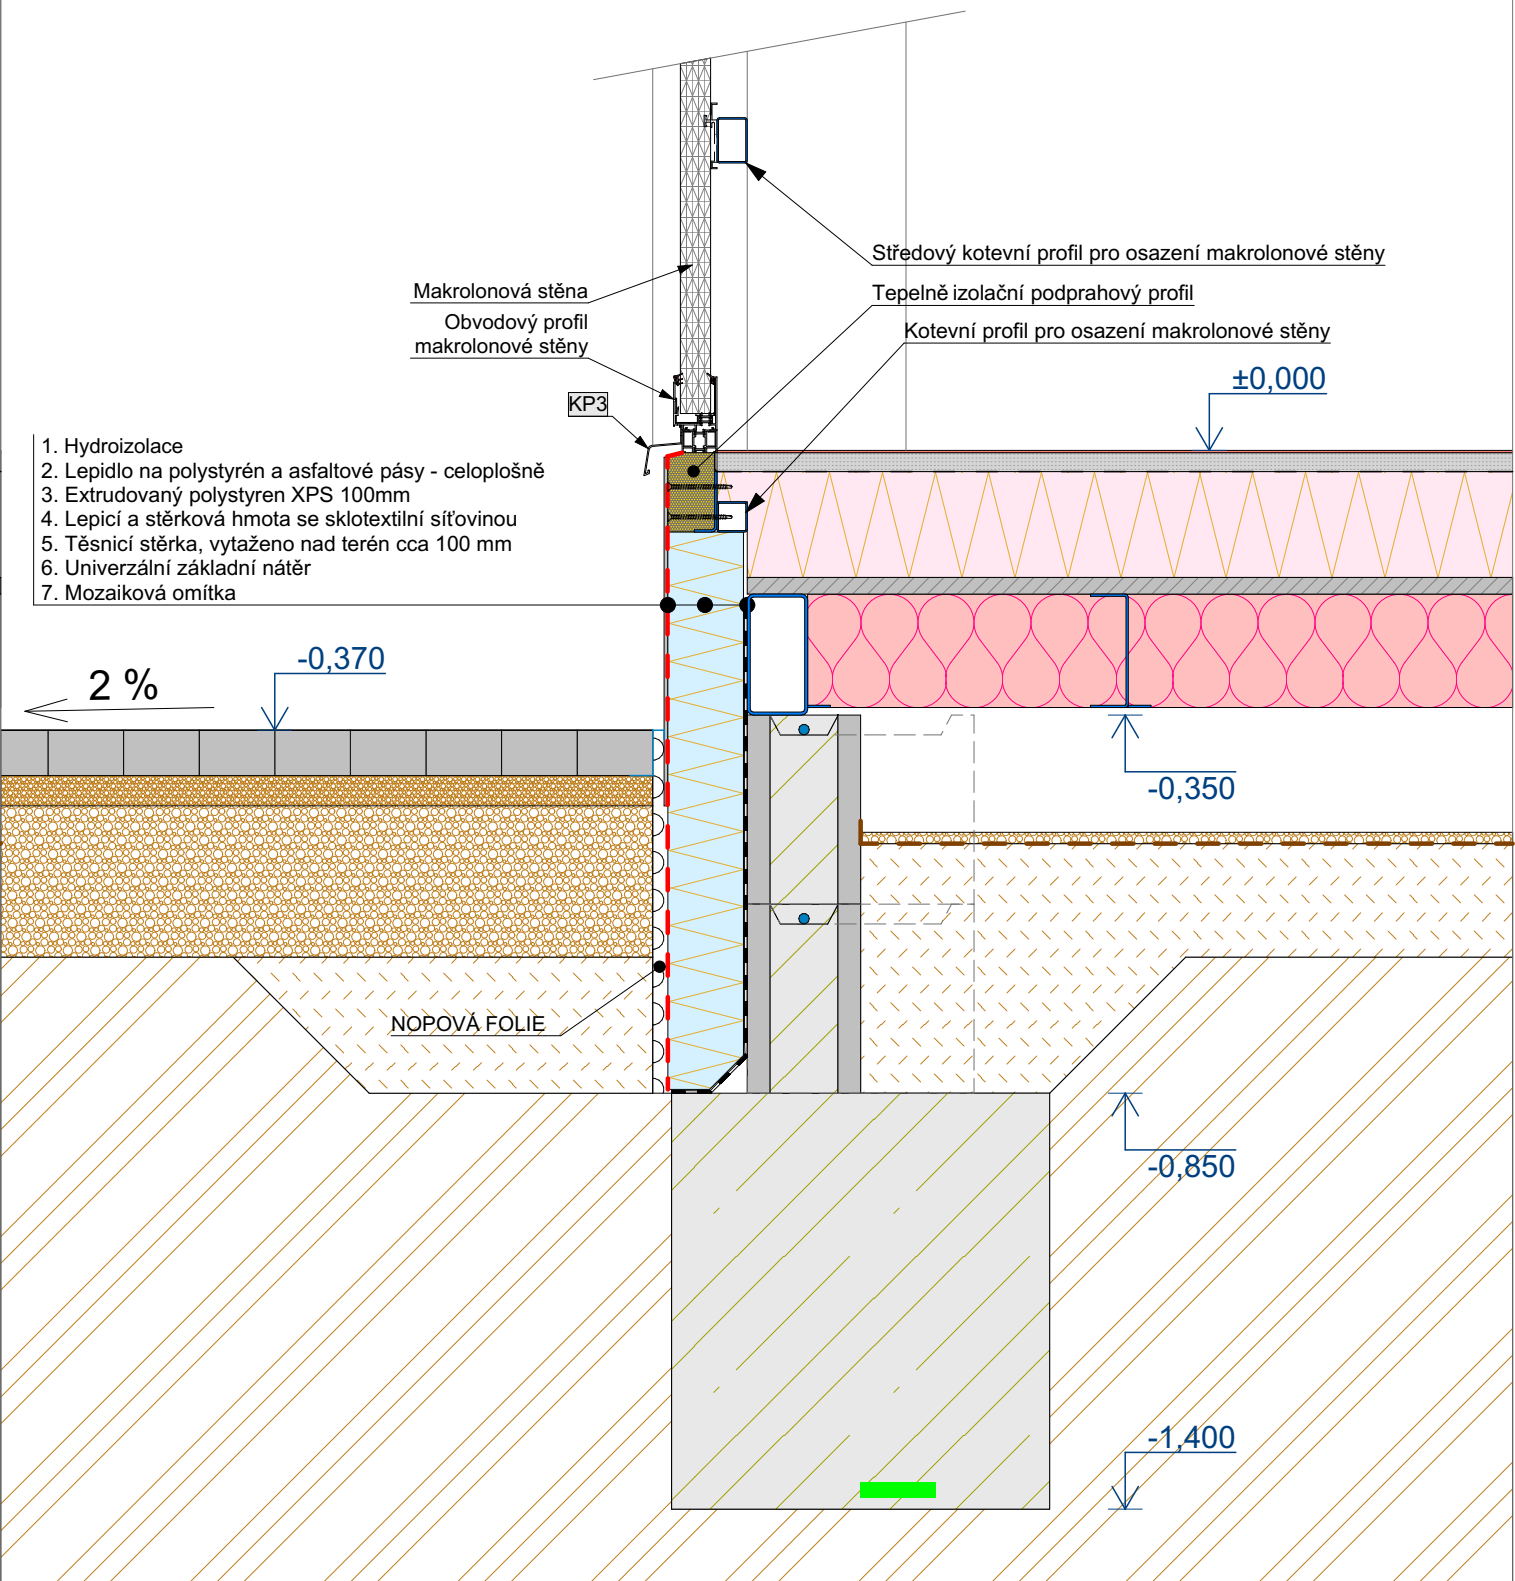 Středový kotevní profil pro osazení makrolonové stěny
Makrolonová stěna
Tepelně izolační podprahový profil
Obvodový profil
makrolonové stěny
Kotevní profil pro osazení makrolonové stěny
±0,000
KP3
1. Hydroizolace
2. Lepidlo na polystyrén a asfaltové pásy - celoplošně
3. Extrudovaný polystyren XPS 100mm
4. Lepicí a stěrková hmota se sklotextilní síťovinou
5. Těsnicí stěrka, vytaženo nad terén cca 100 mm
6. Univerzální základní nátěr
7. Mozaiková omítka
-0,370
2 %
-0,350
NOPOVÁ FOLIE
-0,850
-1,400